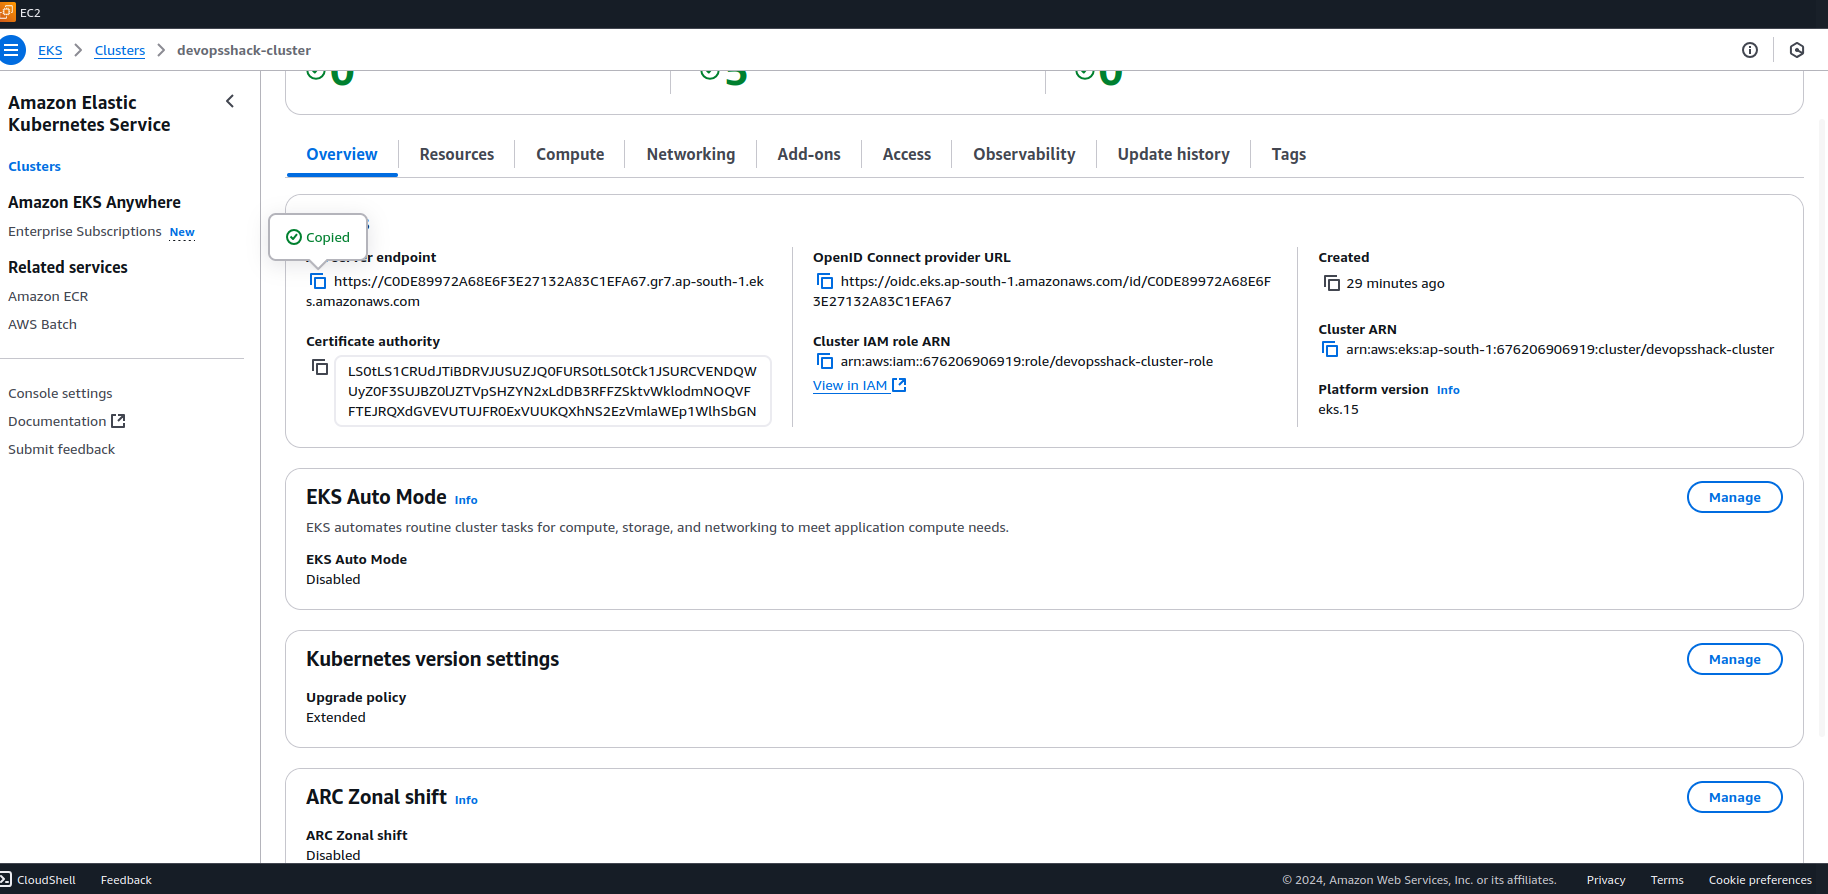 EC2
EKS
Clusters
devopsshack-cluster
0
5
0
Amazon Elastic
Kubernetes Service
Clusters
Amazon EKS Anywhere
Enterprise Subscriptions New
Related services
Amazon ECR
AWS Batch
Console settings
Documentation
Submit feedback
Overview
Resources
Compute
Networking
Add-ons
Access
Observability
Update history
Tags
Copied
endpoint
https://C0DE89972A68E6F3E27132A83C1EFA67.gr7.ap-south-1.ek
s.amazonaws.com
Certificate authority
LS0tLS1CRUdJTiBDRVJUSUZJQ0FURS0tLS0tCk1JSURCVENDQW
UyZ0F3SUJBZ0lJZTVpSHZYN2xLdDB3RFFZSktvWklodmNOQVF
FTEJRQXdGVEVUTUJFR0ExVUUKQXhNS2EzVmlaWEp1WlhSbGN
OpenID Connect provider URL
https://oidc.eks.ap-south-1.amazonaws.com/id/C0DE89972A68E6F
3E27132A83C1EFA67
Cluster IAM role ARN
arn:aws:iam::676206906919:role/devopsshack-cluster-role
View in IAM
Created
29 minutes ago
Cluster ARN
arn:aws:eks:ap-south-1:676206906919:cluster/devopsshack-cluster
Platform version Info
eks.15
EKS Auto Mode Info
Manage
EKS automates routine cluster tasks for compute, storage, and networking to meet application compute needs.
EKS Auto Mode
Disabled
Kubernetes version settings
Manage
Upgrade policy
Extended
ARC Zonal shift Info
Manage
ARC Zonal shift
Disabled
CloudShell
Feedback
© 2024, Amazon Web Services, Inc. or its affiliates.
Privacy
Terms
Cookie preferences